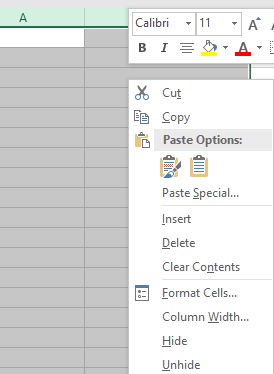 A
Calibri 11 A
B I A
Cut
Copy
Paste Options:
Paste Special...
Insert
Delete
Clear Contents
Format Cells...
Column Width...
Hide
Unhide